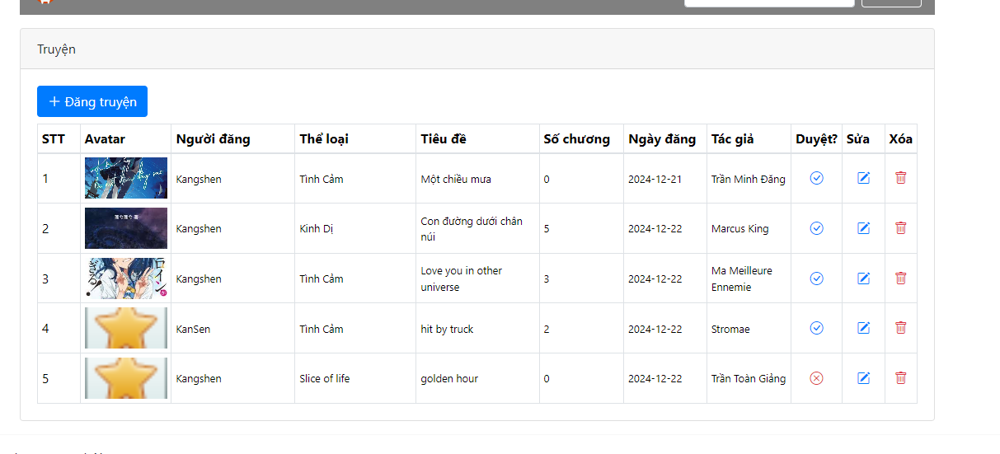 Truyện
+ Đăng truyện
STT Avatar Người đăng Thể loại Tiêu đề Số chương Ngày đăng Tác giả Duyệt? Sửa Xóa
1 Kangshen Tình Cảm Một chiều mưa 0 2024-12-21 Trần Minh Đăng
2 Kangshen Kinh Dị Con đường dưới chân núi 5 2024-12-22 Marcus King
3 Kangshen Tình Cảm Love you in other universe 3 2024-12-22 Ma Meilleure Ennemie
4 KanSen Tình Cảm hit by truck 2 2024-12-22 Stromae
5 Kangshen Slice of life golden hour 0 2024-12-22 Trần Toàn Giảng